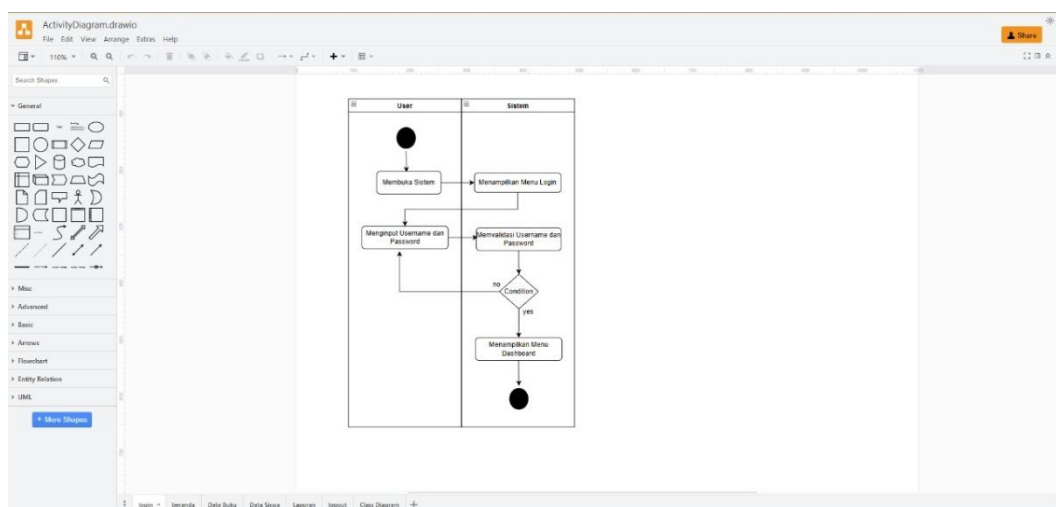 ActivityDiagram.drawio
File Edit View Arrange Extras Help
Share
110%
Search Shapes
General
Misc
Advanced
Basic
Arrows
Flowchart
Entity Relation
UML
+ More Shapes
User
Sistem
Membuka Sistem
Menampilkan Menu Login
Menginput Username dan
Password
Memvalidasi Username dan
Password
no
Condition
yes
Menampilkan Menu
Dashboard
login
beranda
Data Buku
Data Siswa
Laporan
logout
Class Diagram